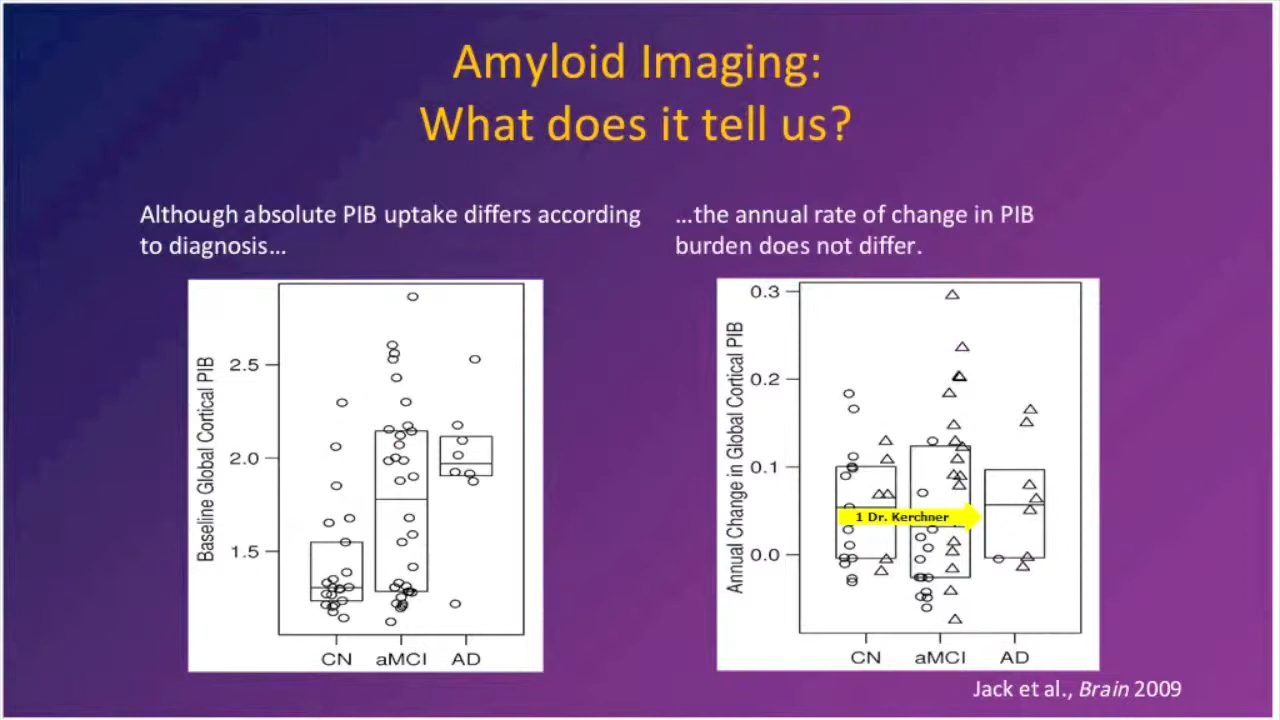 Amyloid Imaging:
What does it tell us?
Although absolute PIB uptake differs according
to diagnosis...
...the annual rate of change in PIB
burden does not differ.
Baseline Global Cortical PIB
2.5
2.0
1.5
CN aMCI AD
Annual Change in Global Cortical PIB
0.3
0.2
0.1
0.0
1 Dr. Kerchner
CN aMCI AD
Jack et al., Brain 2009